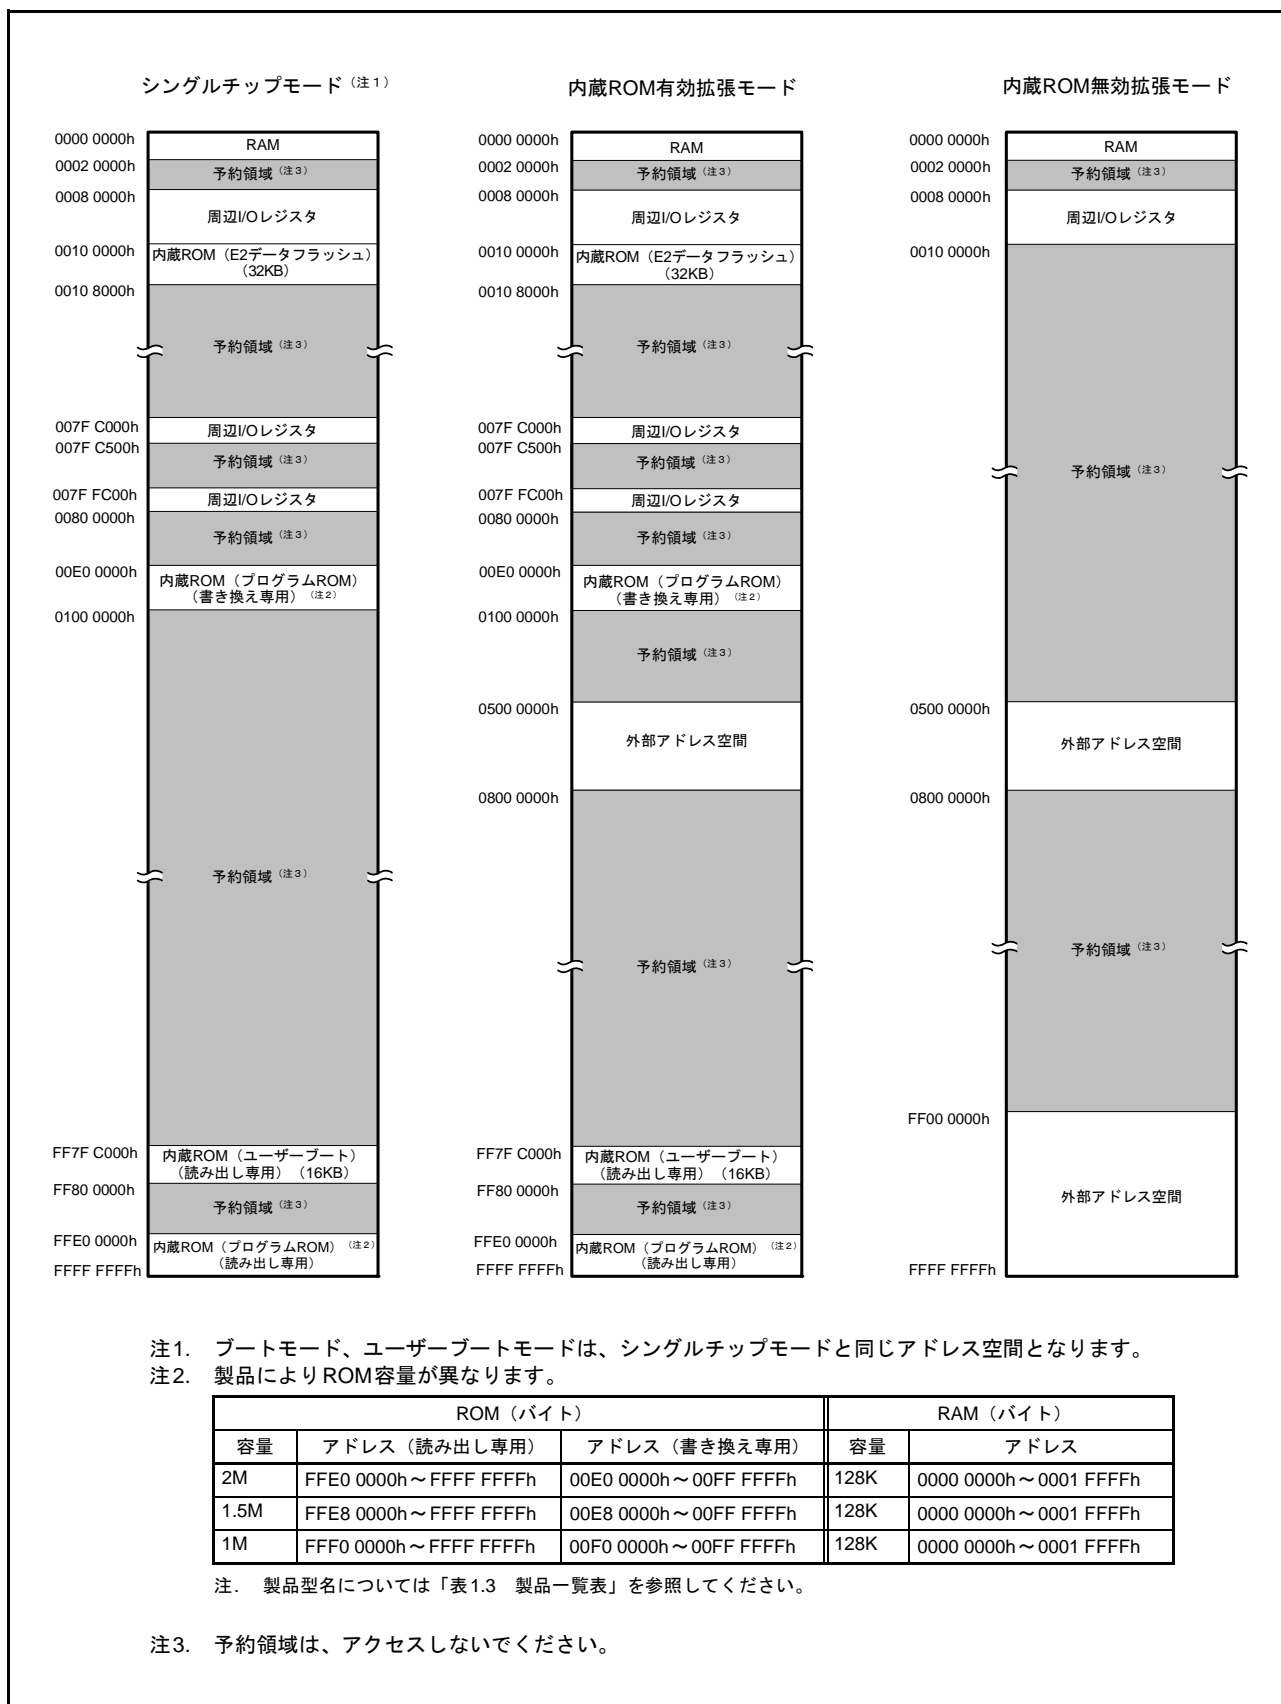 シングルチップモード（注1）
0000 0000h
RAM
0002 0000h
予約領域（注3）
0008 0000h
周辺I/Oレジスタ
0010 0000h
内蔵ROM（E2データフラッシュ）
（32KB）
0010 8000h
予約領域（注3）
007F C000h
周辺I/Oレジスタ
007F C500h
予約領域（注3）
007F FC00h
周辺I/Oレジスタ
0080 0000h
予約領域（注3）
00E0 0000h
内蔵ROM（プログラムROM）
（書き換え専用）（注2）
0100 0000h
予約領域（注3）
FF7F C000h
内蔵ROM（ユーザーブート）
（読み出し専用）（16KB）
FF80 0000h
予約領域（注3）
FFE0 0000h
内蔵ROM（プログラムROM）（注2）
（読み出し専用）
FFFF FFFFh
内蔵ROM有効拡張モード
0000 0000h
RAM
0002 0000h
予約領域（注3）
0008 0000h
周辺I/Oレジスタ
0010 0000h
内蔵ROM（E2データフラッシュ）
（32KB）
0010 8000h
予約領域（注3）
007F C000h
周辺I/Oレジスタ
007F C500h
予約領域（注3）
007F FC00h
周辺I/Oレジスタ
0080 0000h
予約領域（注3）
00E0 0000h
内蔵ROM（プログラムROM）
（書き換え専用）（注2）
0100 0000h
予約領域（注3）
0500 0000h
外部アドレス空間
0800 0000h
予約領域（注3）
FF7F C000h
内蔵ROM（ユーザーブート）
（読み出し専用）（16KB）
FF80 0000h
予約領域（注3）
FFE0 0000h
内蔵ROM（プログラムROM）（注2）
（読み出し専用）
FFFF FFFFh
内蔵ROM無効拡張モード
0000 0000h
RAM
0002 0000h
予約領域（注3）
0008 0000h
周辺I/Oレジスタ
0010 0000h
予約領域（注3）
0500 0000h
外部アドレス空間
0800 0000h
予約領域（注3）
FF00 0000h
外部アドレス空間
FFFF FFFFh
注1. ブートモード、ユーザーブートモードは、シングルチップモードと同じアドレス空間となります。
注2. 製品によりROM容量が異なります。
ROM（バイト） RAM（バイト）
容量 アドレス（読み出し専用） アドレス（書き換え専用） 容量 アドレス
2M FFE0 0000h～FFFF FFFFh 00E0 0000h～00FF FFFFh 128K 0000 0000h～0001 FFFFh
1.5M FFE8 0000h～FFFF FFFFh 00E8 0000h～00FF FFFFh 128K 0000 0000h～0001 FFFFh
1M FFF0 0000h～FFFF FFFFh 00F0 0000h～00FF FFFFh 128K 0000 0000h～0001 FFFFh
注. 製品型名については「表1.3 製品一覧表」を参照してください。
注3. 予約領域は、アクセスしないでください。